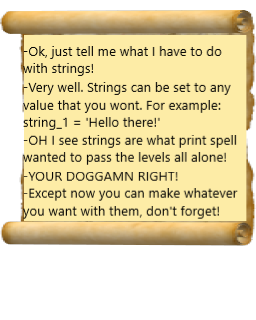 -Ok, just tell me what I have to do
with strings!
-Very well. Strings can be set to any
value that you wont. For example:
string_1 = 'Hello there!'
-OH I see strings are what print spell
wanted to pass the levels all alone!
-YOUR DOGGAMN RIGHT!
-Except now you can make whatever
you want with them, don't forget!